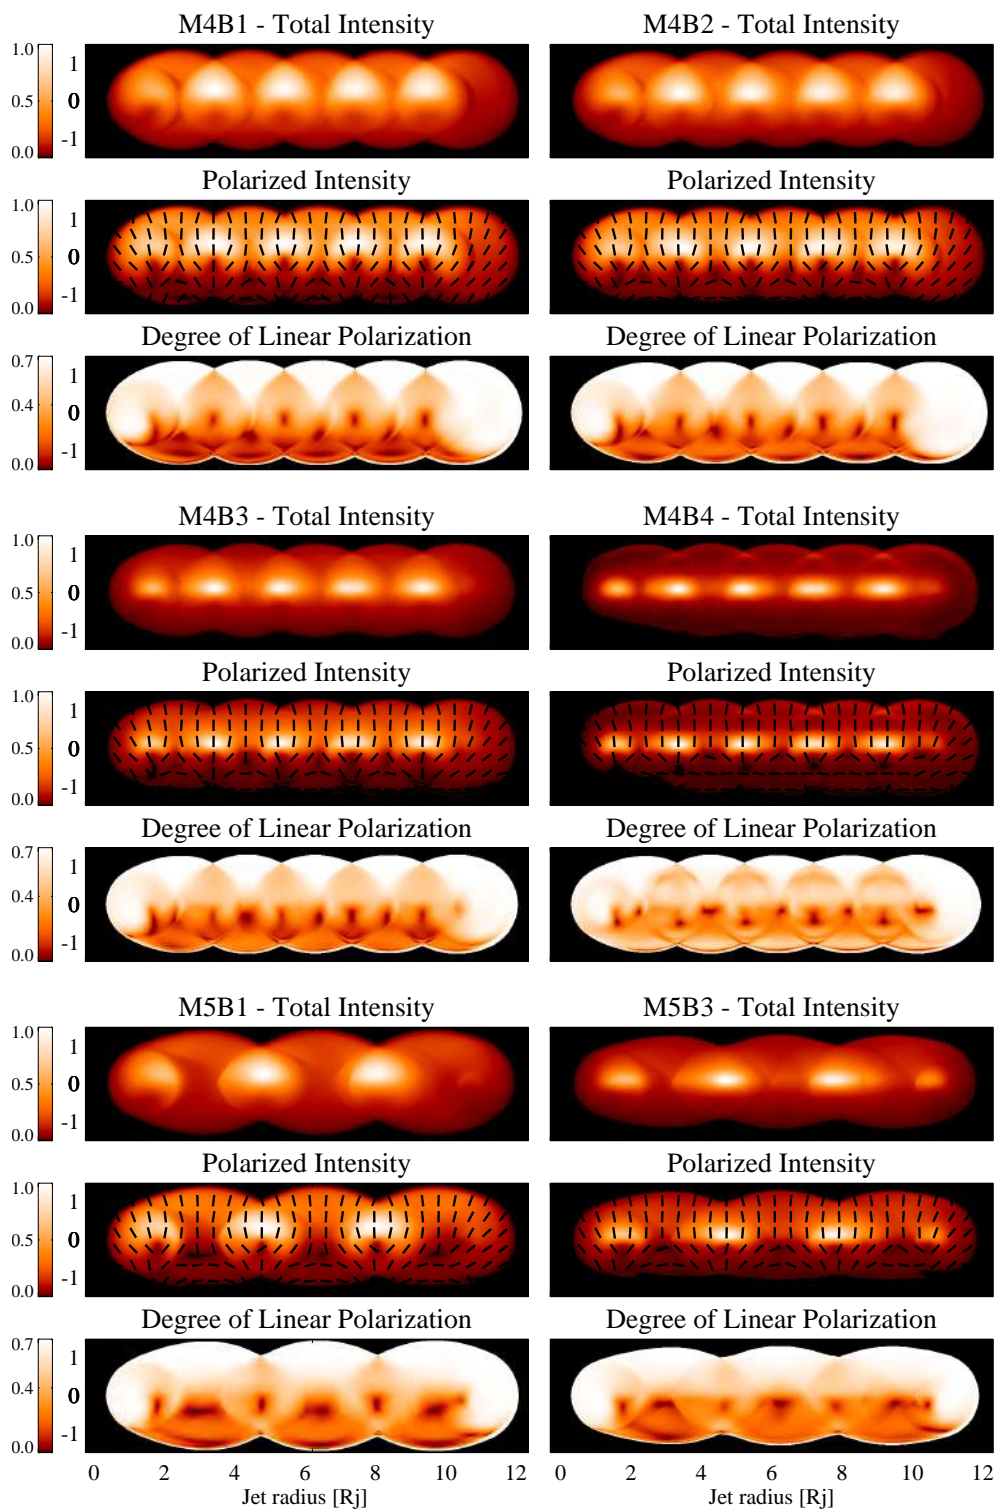 M4B1 - Total Intensity
M4B2 - Total Intensity
1.0
0.5
0.0
1
0
-1
Polarized Intensity
Polarized Intensity
1.0
0.5
0.0
1
0
-1
Degree of Linear Polarization
Degree of Linear Polarization
0.7
0.4
0.0
1
0
-1
M4B3 - Total Intensity
M4B4 - Total Intensity
1.0
0.5
0.0
1
0
-1
Polarized Intensity
Polarized Intensity
1.0
0.5
0.0
1
0
-1
Degree of Linear Polarization
Degree of Linear Polarization
0.7
0.4
0.0
1
0
-1
M5B1 - Total Intensity
M5B3 - Total Intensity
1.0
0.5
0.0
1
0
-1
Polarized Intensity
Polarized Intensity
1.0
0.5
0.0
1
0
-1
Degree of Linear Polarization
Degree of Linear Polarization
0.7
0.4
0.0
1
0
-1
0 2 4 6 8 10 12
0 2 4 6 8 10 12
Jet radius [Rj]
Jet radius [Rj]